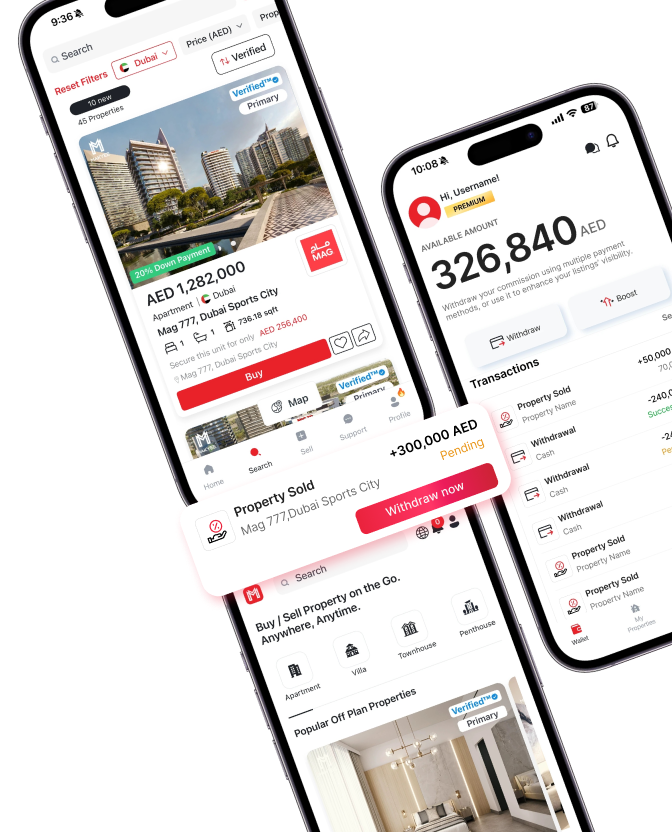 9:36
Search
Reset Filters
Dubai
Price (AED)
Prop
10 new
45 Properties
Verified
Verified™
Primary
20% Down Payment
AED 1,282,000
مــاج
MAG
Apartment | Dubai
Mag 777, Dubai Sports City
1 1 736.18 sqft
Secure this unit for only AED 256,400
Mag 777, Dubai Sports City
Buy
Map
Verified™
Primary
Home
Search
Sell
Support
Profile
10:08
87
Hi, Username!
PREMIUM
AVAILABLE AMOUNT
326,840 AED
Withdraw your commission using multiple payment
methods, or use it to enhance your listings' visibility.
Withdraw
Boost
Transactions
Se
Property Sold
Property Name
+50,000
70,0
Withdrawal
Cash
-240,0
Succes
Withdrawal
Cash
-24
Pe
Withdrawal
Cash
Property Sold
Property Name
Property Sold
Property Name
Wallet
My
Properties
Property Sold
Mag 777,Dubai Sports City
+300,000 AED
Pending
Withdraw now
Search
0
Buy / Sell Property on the Go.
Anywhere, Anytime.
Apartment
Villa
Townhouse
Penthouse
Popular Off Plan Properties
Verified™
Primary